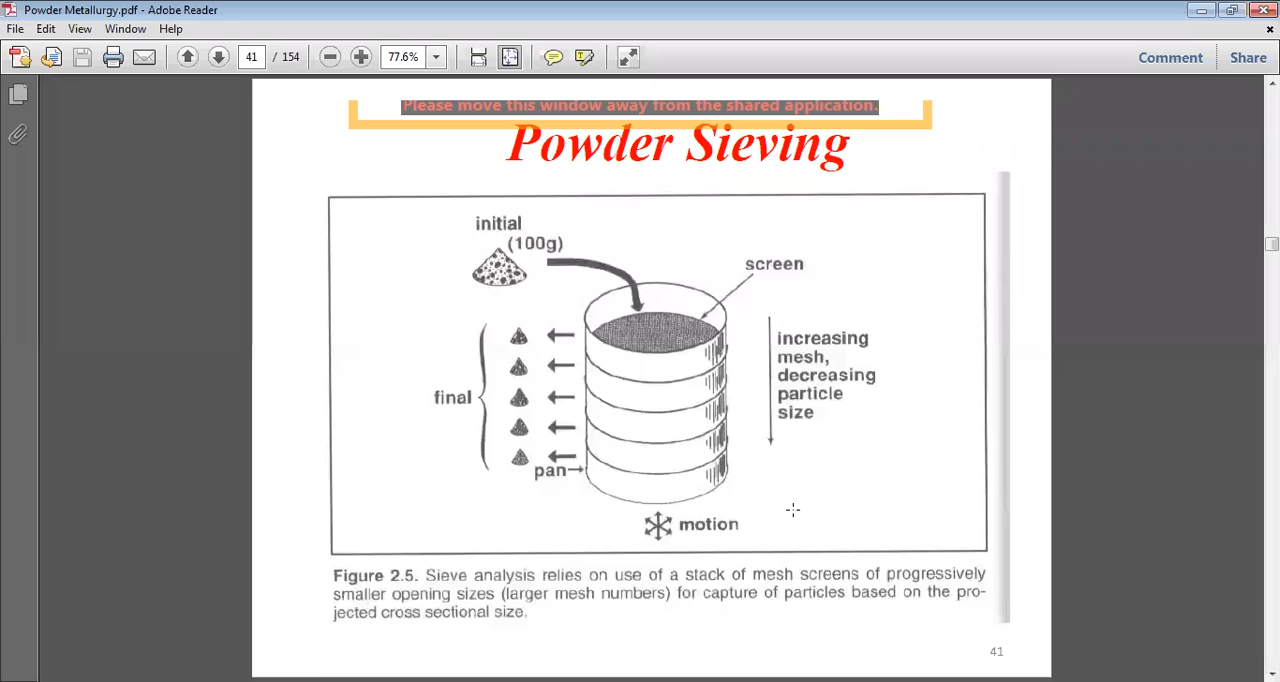 Powder Metallurgy.pdf - Adobe Reader
File Edit View Window Help
41 / 154 77.6% Comment Share
Please move this window away from the shared application.
Powder Sieving
initial
(100g)
screen
increasing
mesh,
decreasing
particle
size
final
pan
motion
Figure 2.5. Sieve analysis relies on use of a stack of mesh screens of progressively
smaller opening sizes (larger mesh numbers) for capture of particles based on the pro-
jected cross sectional size.
41